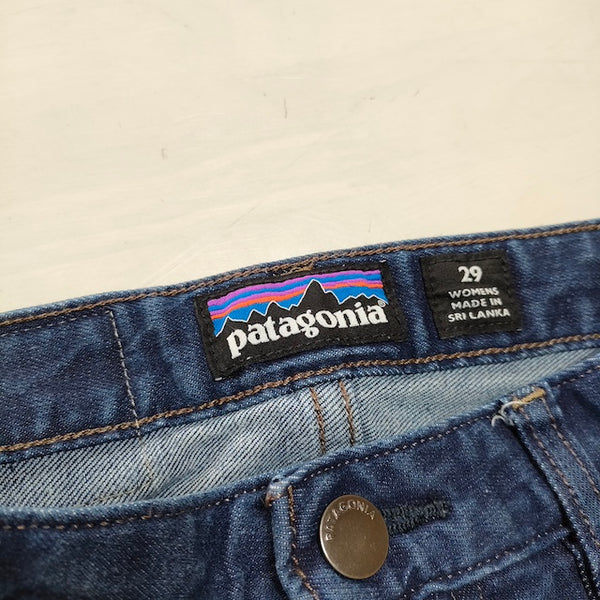 patagonia®
29
WOMENS
MADE IN
SRI LANKA
PATAGONIA